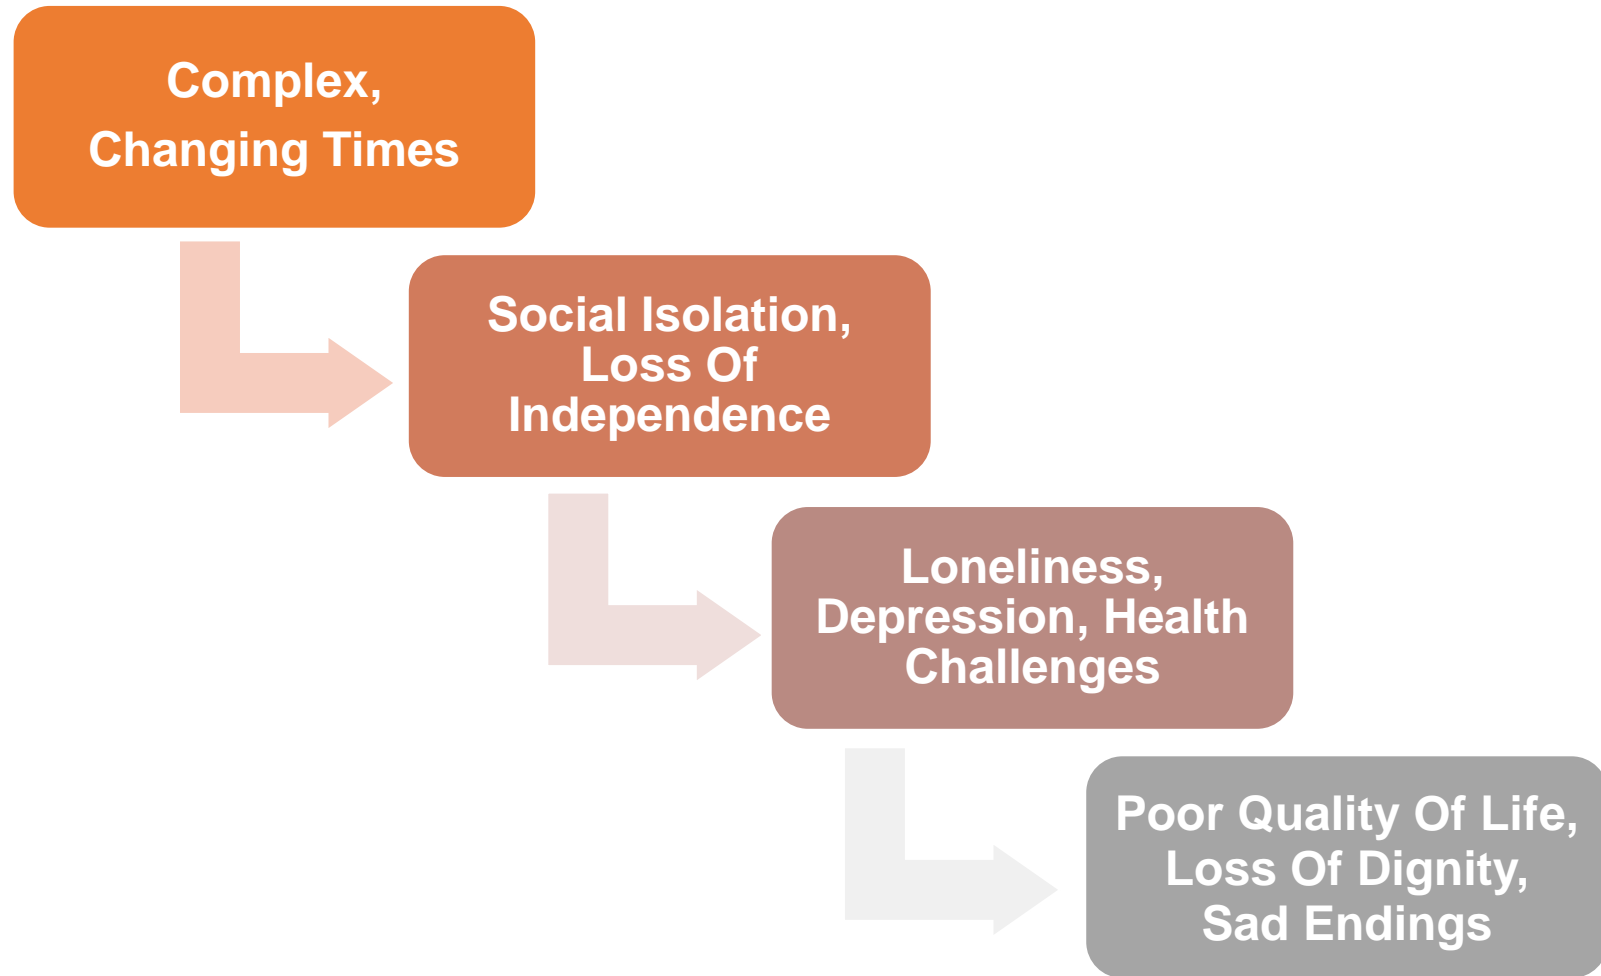 Complex,
Changing Times
Social Isolation,
Loss Of
Independence
Loneliness,
Depression, Health
Challenges
Poor Quality Of Life,
Loss Of Dignity,
Sad Endings